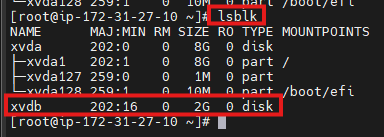 ├─xvda128 259:1    0   10M  0 part /boot/efi
[root@ip-172-31-27-10 ~]# lsblk
NAME      MAJ:MIN RM SIZE RO TYPE MOUNTPOINTS
xvda      202:0    0   8G  0 disk
├─xvda1   202:1    0   8G  0 part /
├─xvda127 259:0    0   1M  0 part
└─xvda128 259:1    0  10M  0 part /boot/efi
xvdb      202:16   0   2G  0 disk
[root@ip-172-31-27-10 ~]#